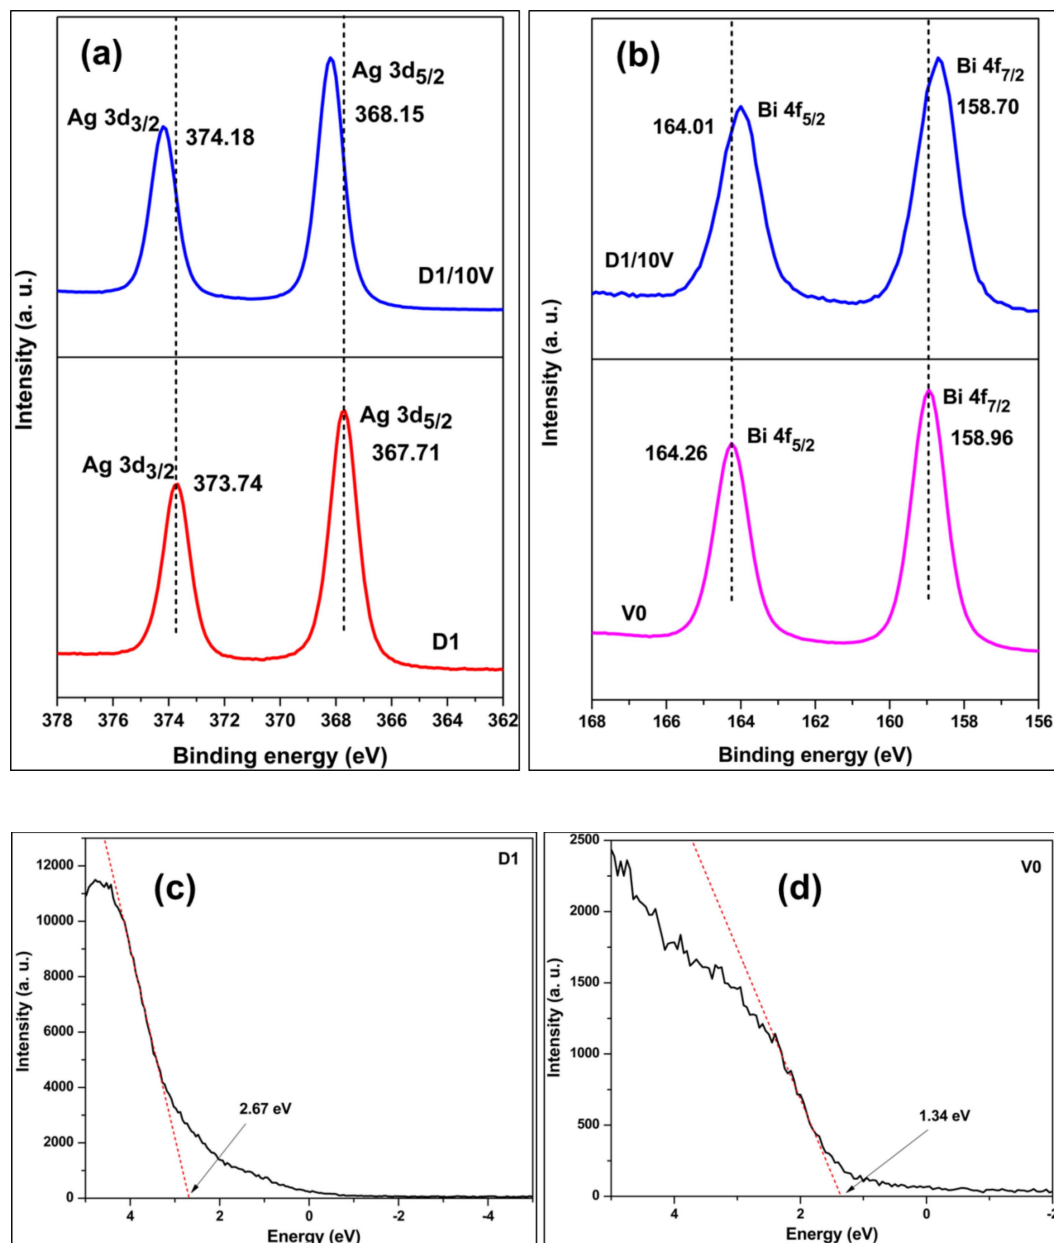 (a)
Ag 3d5/2
368.15
Ag 3d3/2
374.18
D1/10V
Ag 3d5/2
367.71
Ag 3d3/2
373.74
D1
Intensity (a. u.)
378 376 374 372 370 368 366 364 362
Binding energy (eV)
(b)
Bi 4f7/2
158.70
164.01
Bi 4f5/2
D1/10V
Bi 4f7/2
158.96
164.26
Bi 4f5/2
V0
Intensity (a. u.)
168 166 164 162 160 158 156
Binding energy (eV)
(c)
D1
12000
10000
8000
6000
4000
2000
0
Intensity (a. u.)
2.67 eV
4 2 0 -2 -4
Energy (eV)
(d)
V0
2500
2000
1500
1000
500
0
Intensity (a. u.)
1.34 eV
4 2 0 -2
Energy (eV)